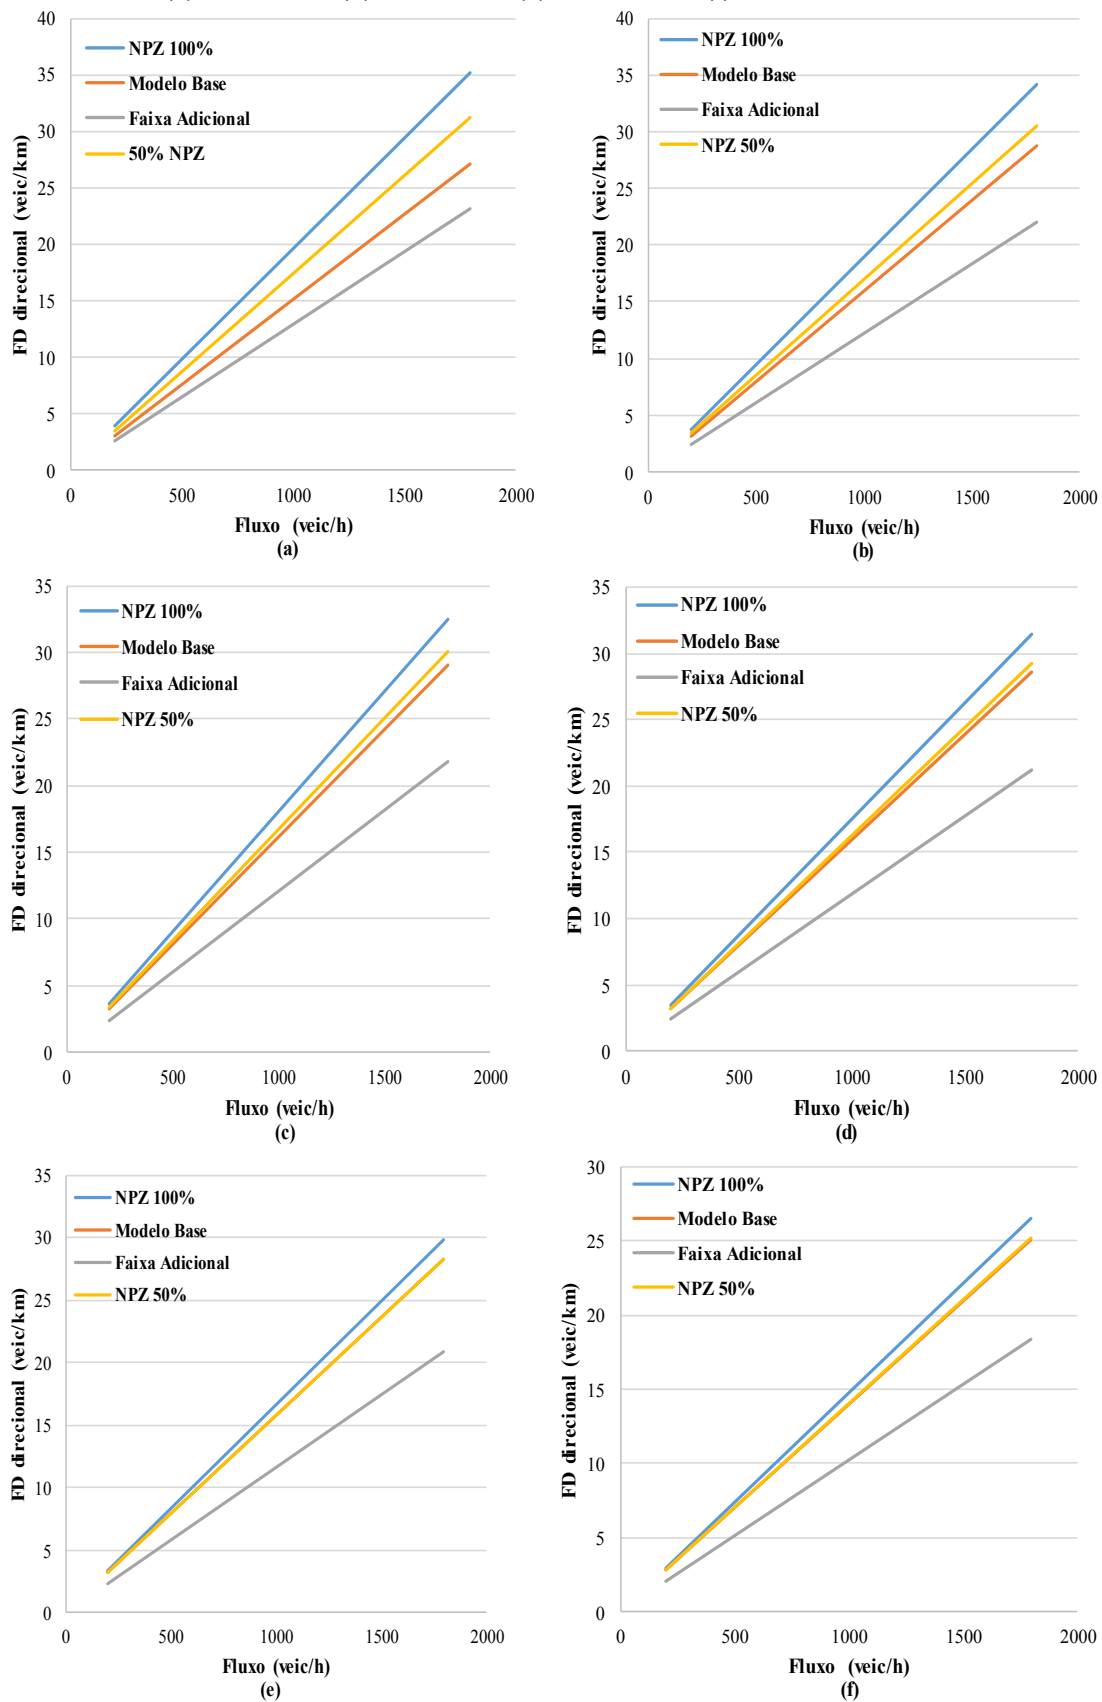 40
35
30
25
20
15
10
5
0
0
500
1000
1500
2000
FD direcional (veic/km)
NPZ 100%
Modelo Base
Faixa Adicional
50% NPZ
Fluxo (veic/h)
(a)
40
35
30
25
20
15
10
5
0
0
500
1000
1500
2000
FD direcional (veic/km)
NPZ 100%
Modelo Base
Faixa Adicional
NPZ 50%
Fluxo (veic/h)
(b)
35
30
25
20
15
10
5
0
0
500
1000
1500
2000
FD direcional (veic/km)
NPZ 100%
Modelo Base
Faixa Adicional
NPZ 50%
Fluxo (veic/h)
(c)
35
30
25
20
15
10
5
0
0
500
1000
1500
2000
FD direcional (veic/km)
NPZ 100%
Modelo Base
Faixa Adicional
NPZ 50%
Fluxo (veic/h)
(d)
35
30
25
20
15
10
5
0
0
500
1000
1500
2000
FD direcional (veic/km)
NPZ 100%
Modelo Base
Faixa Adicional
NPZ 50%
Fluxo (veic/h)
(e)
30
25
20
15
10
5
0
0
500
1000
1500
2000
FD direcional (veic/km)
NPZ 100%
Modelo Base
Faixa Adicional
NPZ 50%
Fluxo (veic/h)
(f)